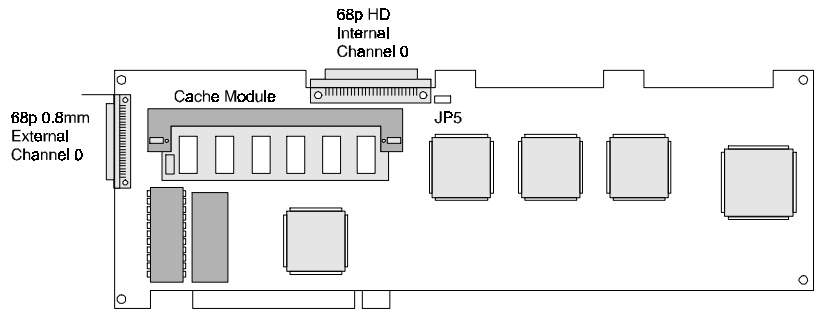 68p HD
Internal
Channel 0
Cache Module
68p 0.8mm
External
Channel 0
JP5